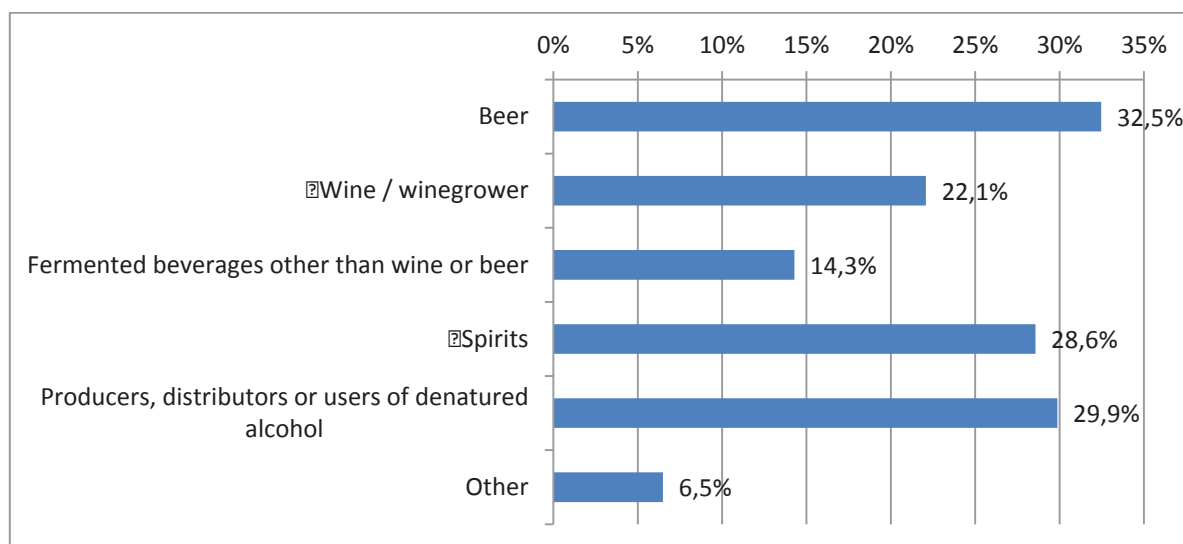 0% 5% 10% 15% 20% 25% 30% 35%
Beer 32,5%
Wine / winegrower 22,1%
Fermented beverages other than wine or beer 14,3%
Spirits 28,6%
Producers, distributors or users of denatured
alcohol 29,9%
Other 6,5%